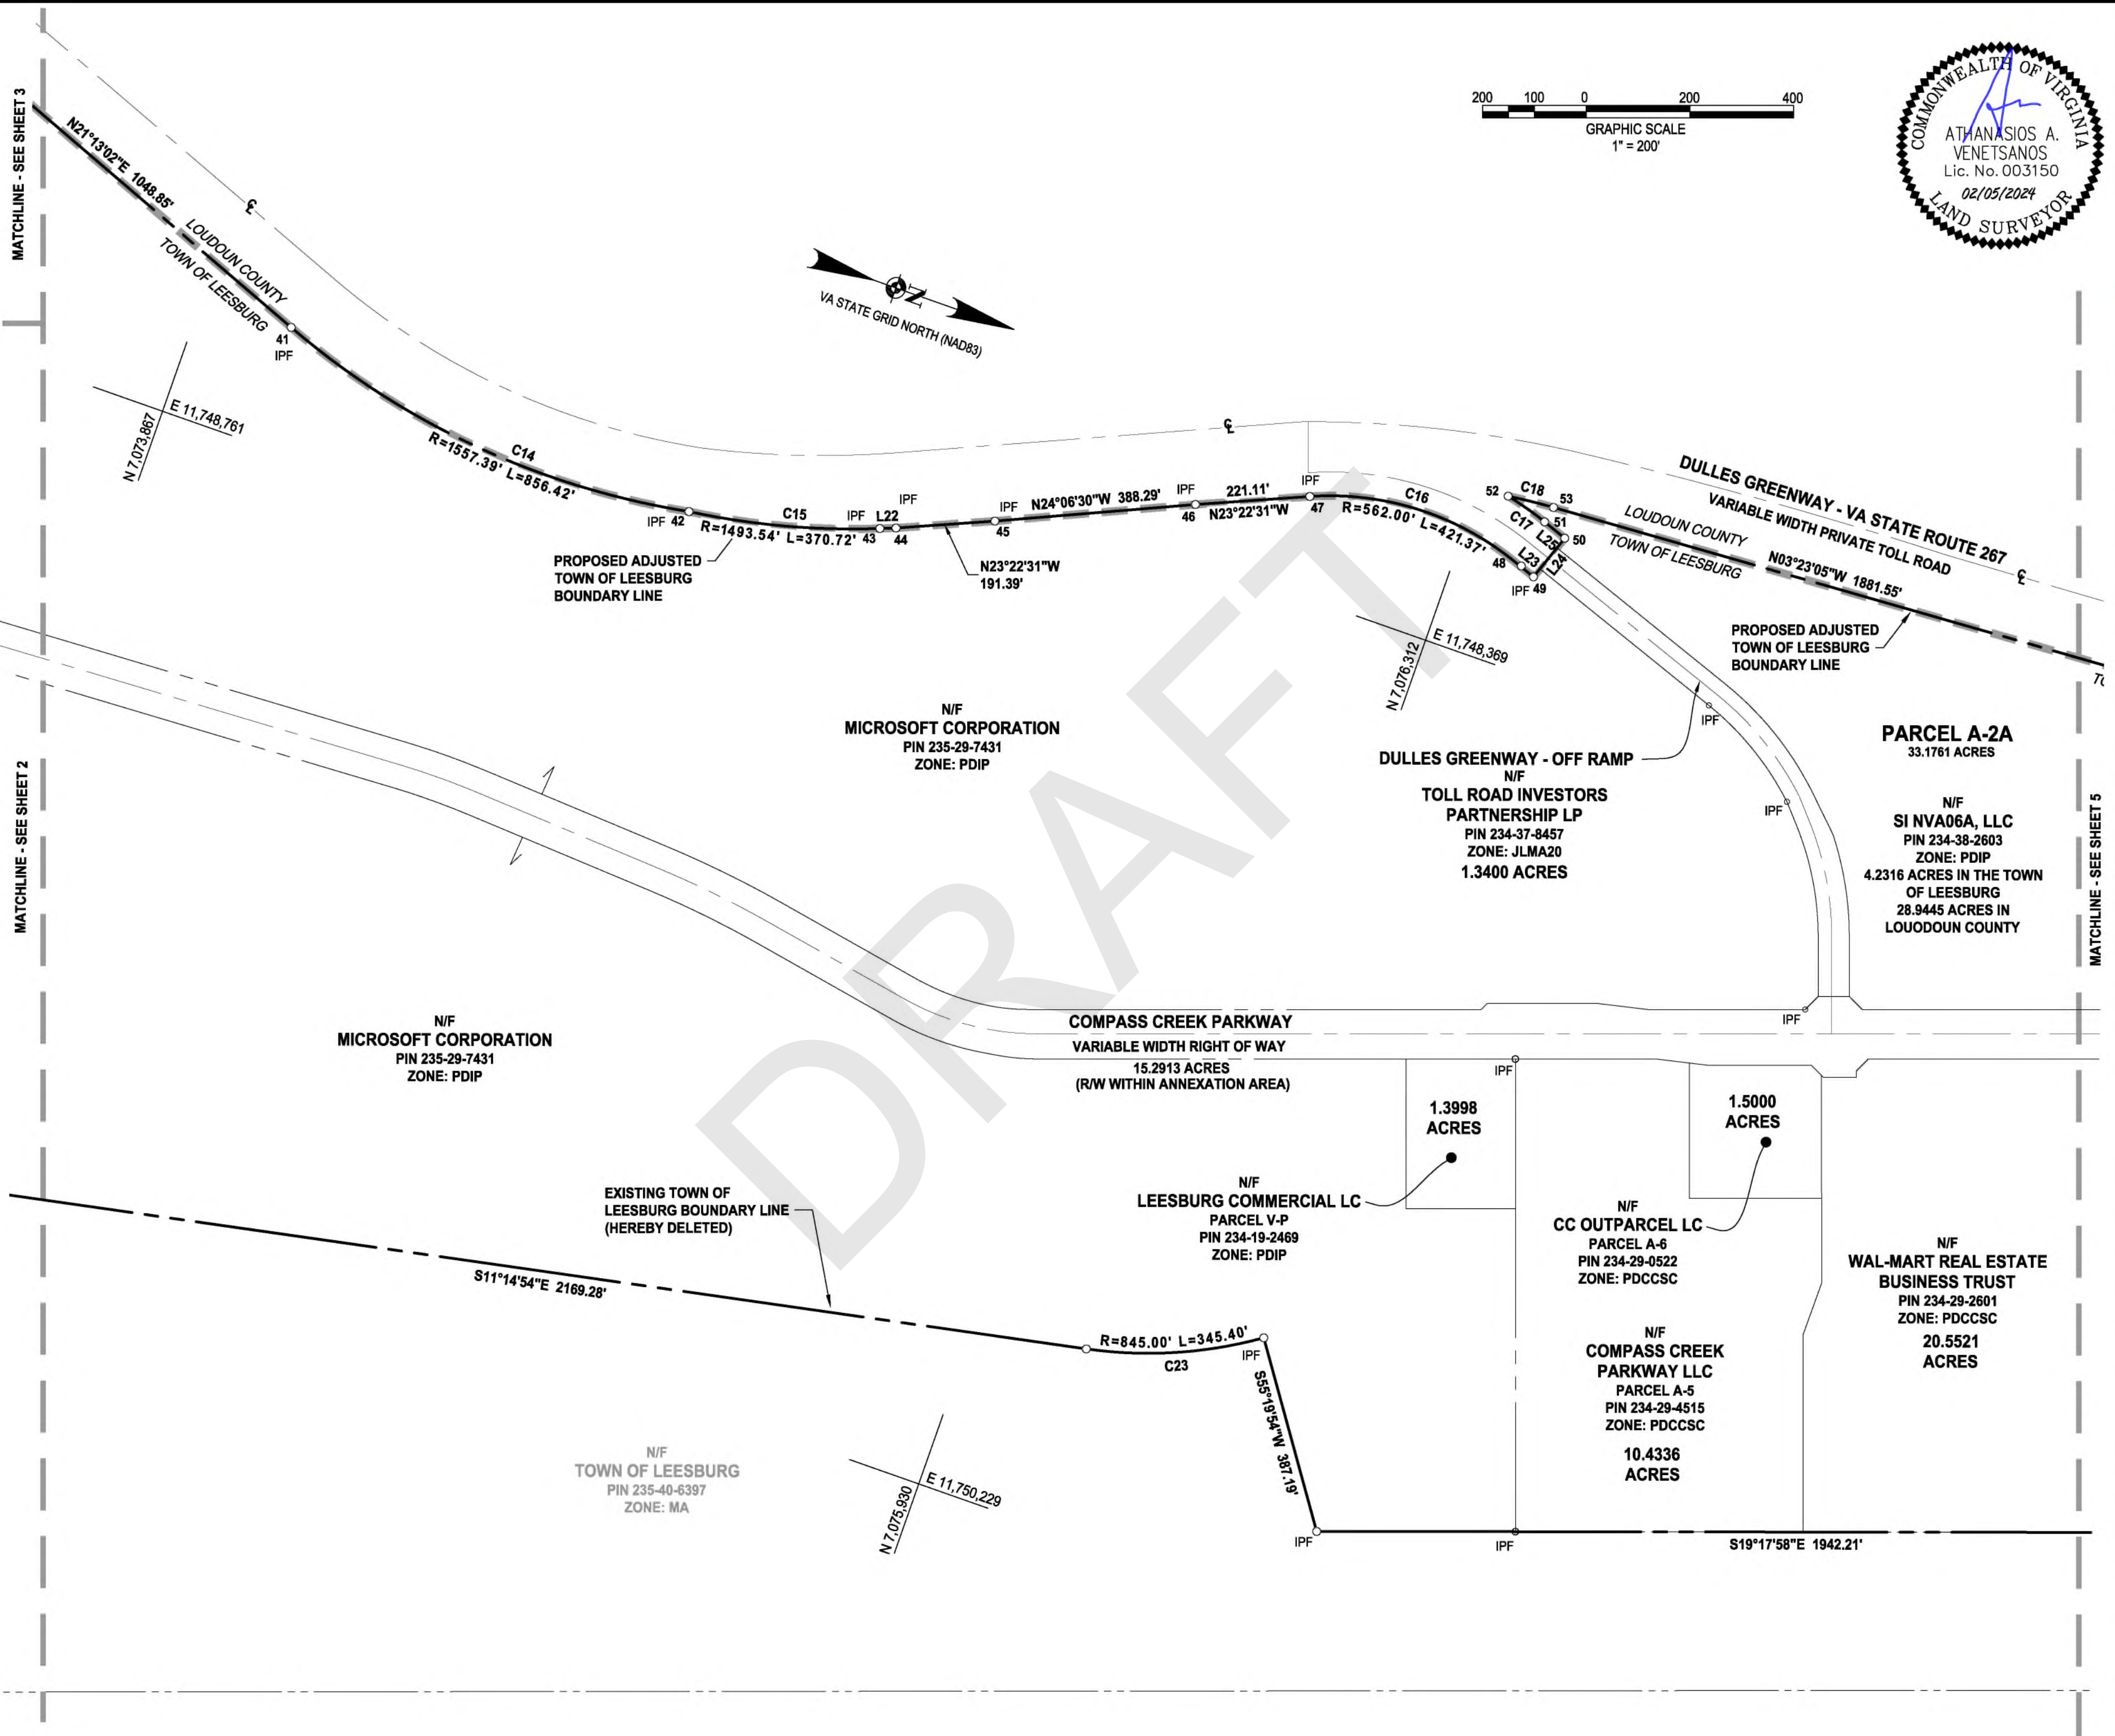 MATCHLINE - SEE SHEET 3
N21°13'02"E 1048.85'
LOUDOUN COUNTY
TOWN OF LEESBURG
41
IPF
℄
200 100 0 200 400
GRAPHIC SCALE
1" = 200'
COMMONWEALTH OF VIRGINIA
ATHANASIOS A.
VENETSANOS
Lic. No. 003150
02/05/2024
LAND SURVEYOR
N
VA STATE GRID NORTH (NAD83)
E 11,748,761
N 7,073,867
C14
R=1557.39' L=856.42'
IPF 42
C15
R=1493.54' L=370.72'
IPF
43
L22
IPF
44
PROPOSED ADJUSTED
TOWN OF LEESBURG
BOUNDARY LINE
IPF
45
N23°22'31"W
191.39'
N24°06'30"W 388.29'
℄
IPF
46
221.11'
N23°22'31"W
IPF
47
C16
R=562.00' L=421.37'
48
L23
IPF 49
L24
L25
50
51
C17
52
C18
53
DULLES GREENWAY - VA STATE ROUTE 267
VARIABLE WIDTH PRIVATE TOLL ROAD
℄
LOUDOUN COUNTY
TOWN OF LEESBURG
N03°23'05"W 1881.55'
PROPOSED ADJUSTED
TOWN OF LEESBURG
BOUNDARY LINE
TO
E 11,748,369
N 7,076,312
N/F
MICROSOFT CORPORATION
PIN 235-29-7431
ZONE: PDIP
DULLES GREENWAY - OFF RAMP
N/F
TOLL ROAD INVESTORS
PARTNERSHIP LP
PIN 234-37-8457
ZONE: JLMA20
1.3400 ACRES
IPF
IPF
PARCEL A-2A
33.1761 ACRES
N/F
SI NVA06A, LLC
PIN 234-38-2603
ZONE: PDIP
4.2316 ACRES IN THE TOWN
OF LEESBURG
28.9445 ACRES IN
LOUODOUN COUNTY
MATCHLINE - SEE SHEET 2
MATCHLINE - SEE SHEET 5
DRAFT
N/F
MICROSOFT CORPORATION
PIN 235-29-7431
ZONE: PDIP
COMPASS CREEK PARKWAY
VARIABLE WIDTH RIGHT OF WAY
15.2913 ACRES
(R/W WITHIN ANNEXATION AREA)
IPF
IPF
1.3998
ACRES
1.5000
ACRES
EXISTING TOWN OF
LEESBURG BOUNDARY LINE
(HEREBY DELETED)
N/F
LEESBURG COMMERCIAL LC
PARCEL V-P
PIN 234-19-2469
ZONE: PDIP
N/F
CC OUTPARCEL LC
PARCEL A-6
PIN 234-29-0522
ZONE: PDCCSC
N/F
WAL-MART REAL ESTATE
BUSINESS TRUST
PIN 234-29-2601
ZONE: PDCCSC
20.5521
ACRES
N/F
COMPASS CREEK
PARKWAY LLC
PARCEL A-5
PIN 234-29-4515
ZONE: PDCCSC
10.4336
ACRES
S11°14'54"E 2169.28'
R=845.00' L=345.40'
C23
IPF
S55°19'54"W 387.19'
IPF
IPF
S19°17'58"E 1942.21'
N/F
TOWN OF LEESBURG
PIN 235-40-6397
ZONE: MA
E 11,750,229
N 7,075,930